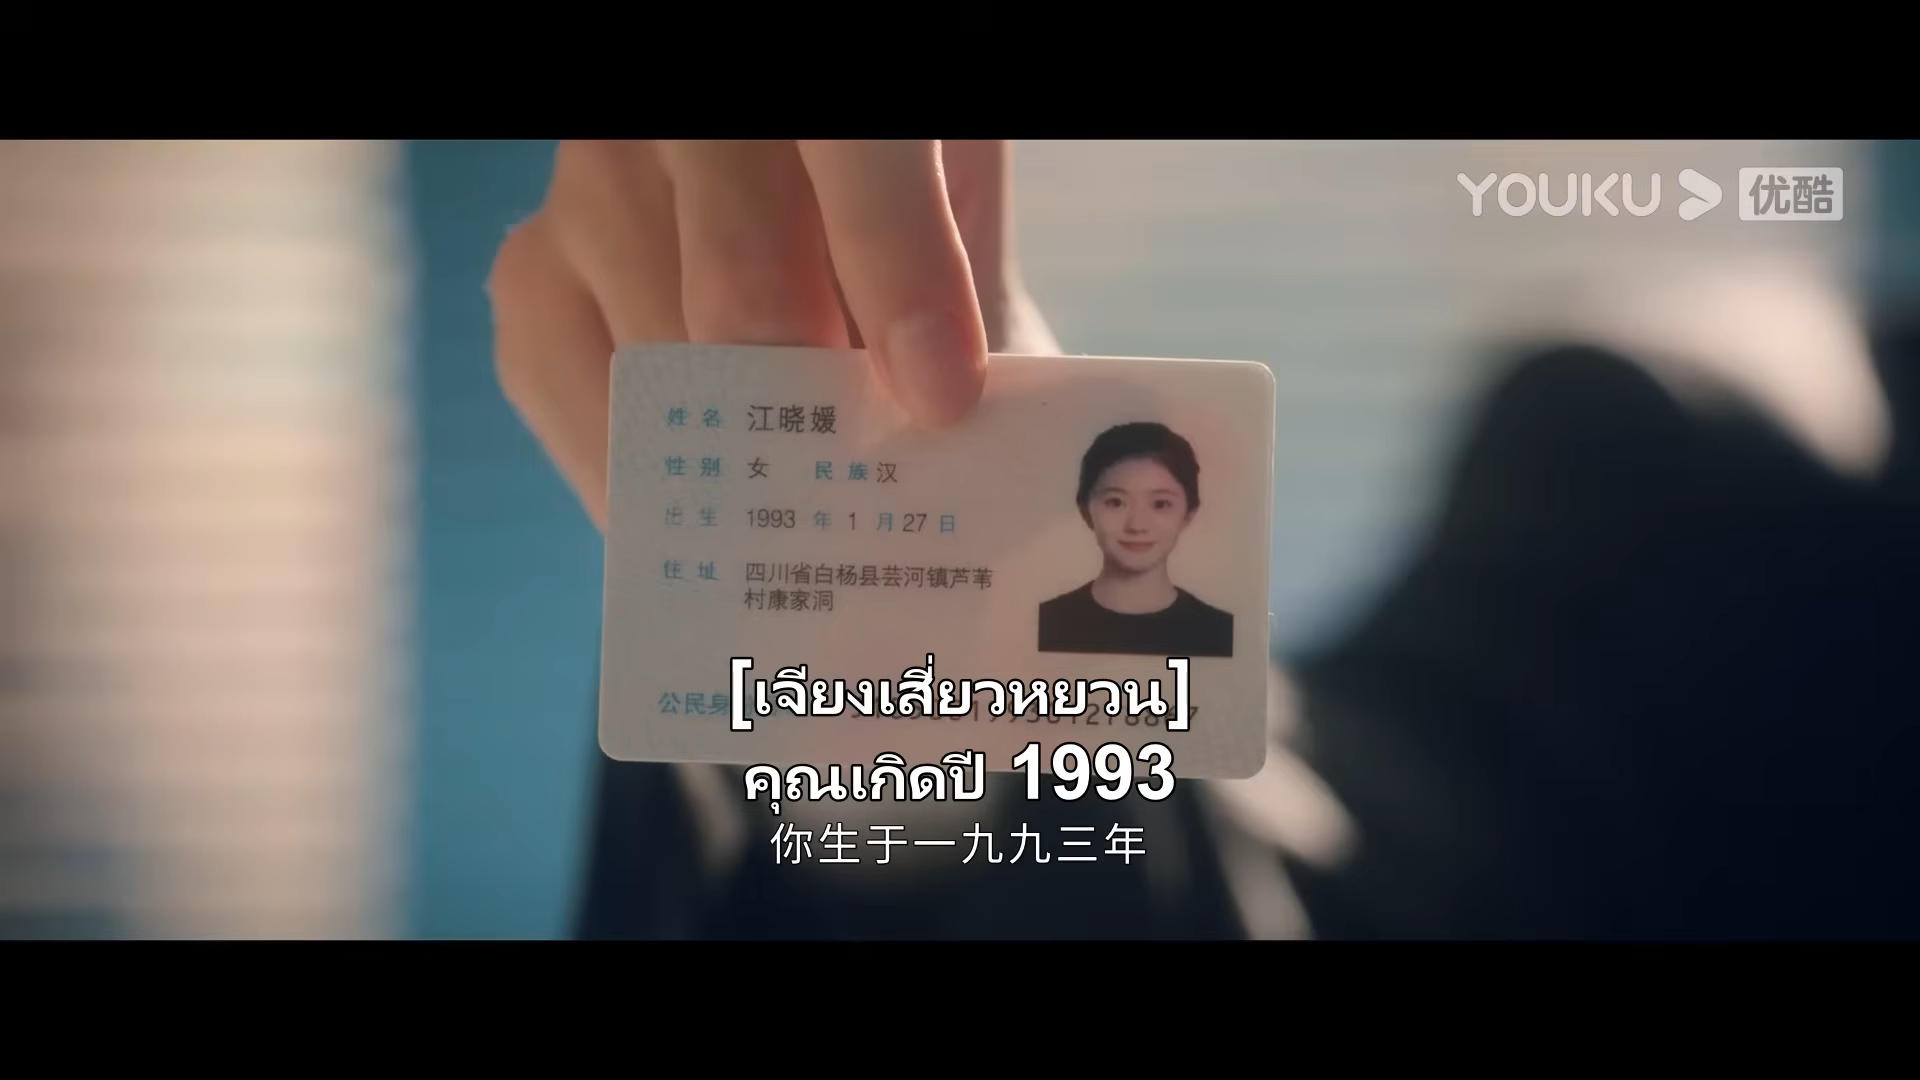 YOUKU 优酷
姓名 江晓媛
性别 女 民族 汉
出生 1993 年 1 月 27 日
住址 四川省白杨县芸河镇芦苇
村康家洞
公民身
[เจียงเสี่ยวหยวน]
คุณเกิดปี 1993
你生于一九九三年